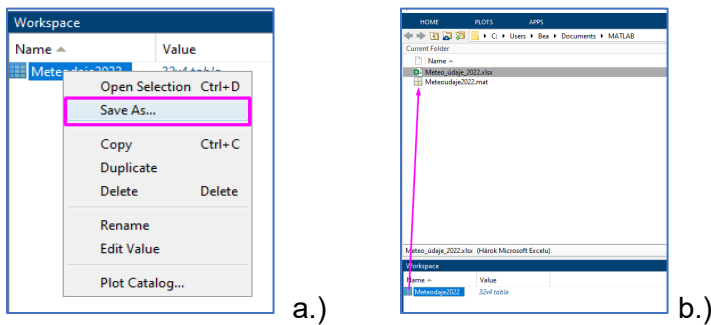 Workspace
Name Value
Meteodaje2022 32x4 table
Open Selection Ctrl+D
Save As...
Copy Ctrl+C
Duplicate
Delete Delete
Rename
Edit Value
Plot Catalog...
a.)
HOME PLOTS APPS
C: Users Bea Documents MATLAB
Current Folder
Name
Meteo_údaje_2022.xlsx
Meteoudaje2022.mat
Meteo_údaje_2022.xlsx (Hárok Microsoft Excelu)
Workspace
Name Value
Meteodaje2022 32x4 table
b.)